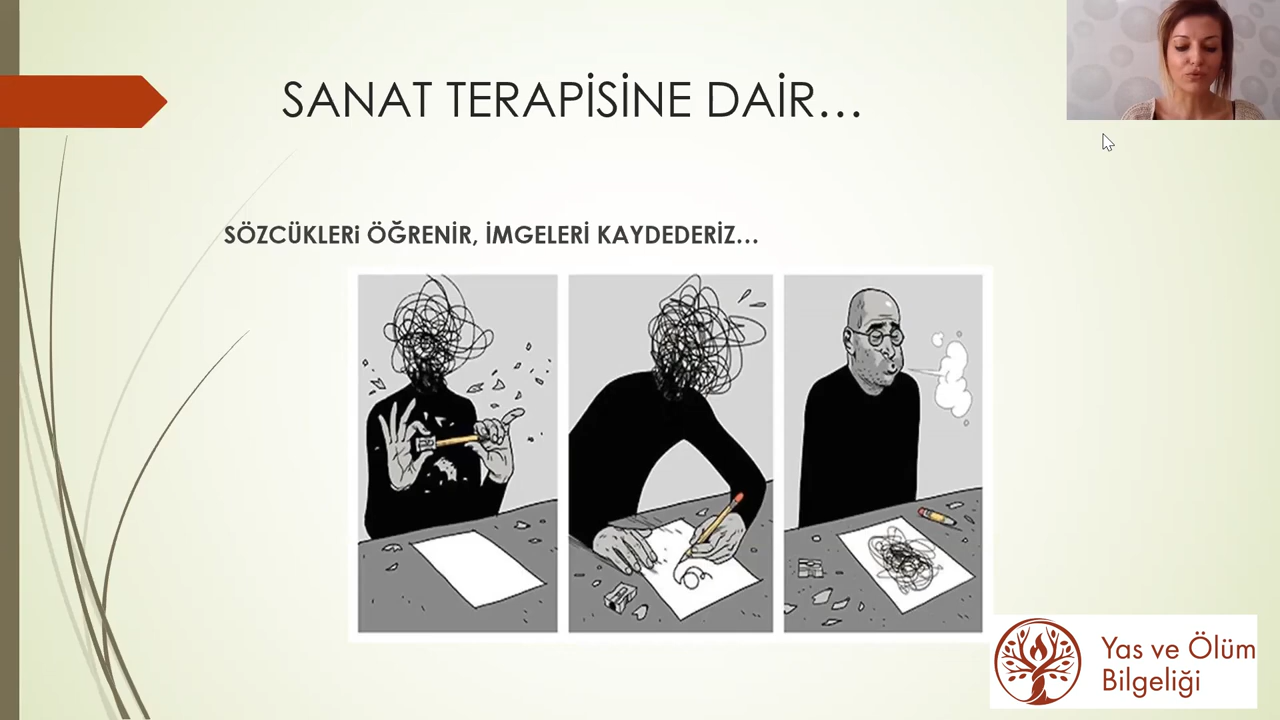 SANAT TERAPİSİNE DAİR...
SÖZCÜKLERi ÖĞRENİR, İMGELERİ KAYDEDERİZ...
Yas ve Ölüm
Bilgeliği